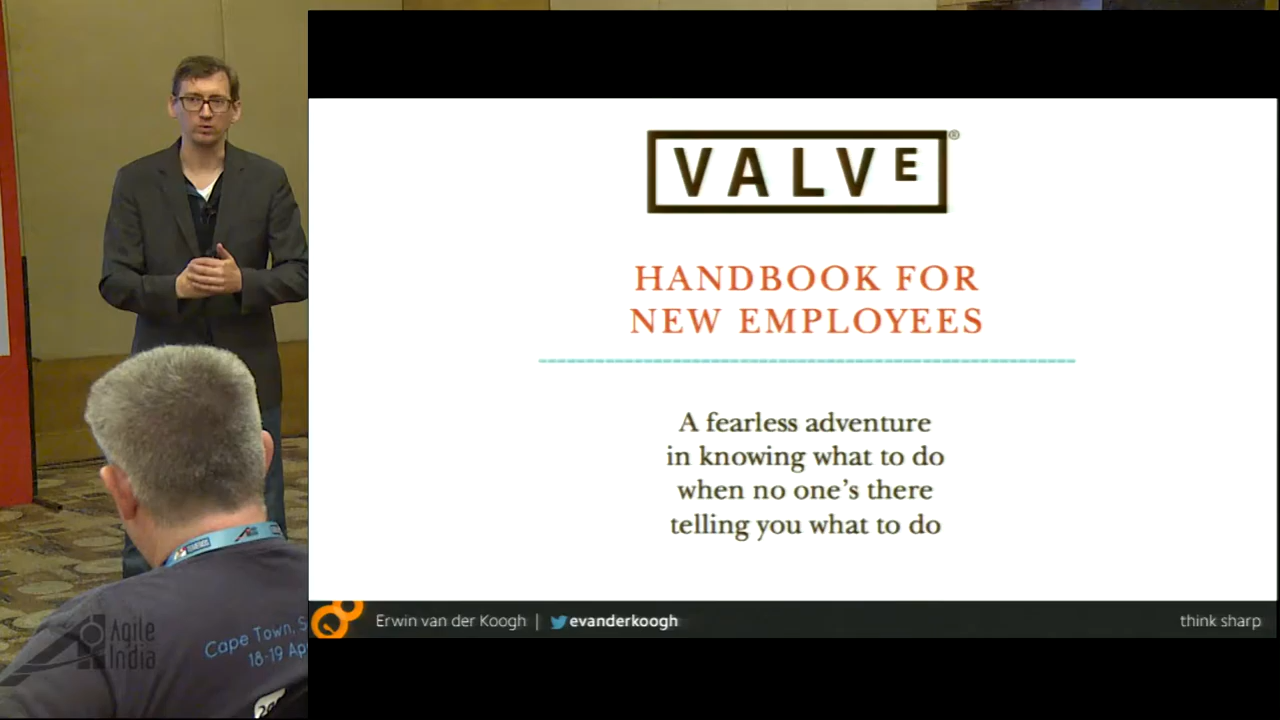 VALVE®
HANDBOOK FOR
NEW EMPLOYEES
A fearless adventure
in knowing what to do
when no one's there
telling you what to do
Erwin van der Koogh | evanderkoogh
think sharp
Agile
India
Cape Town, S
18-19 Ap